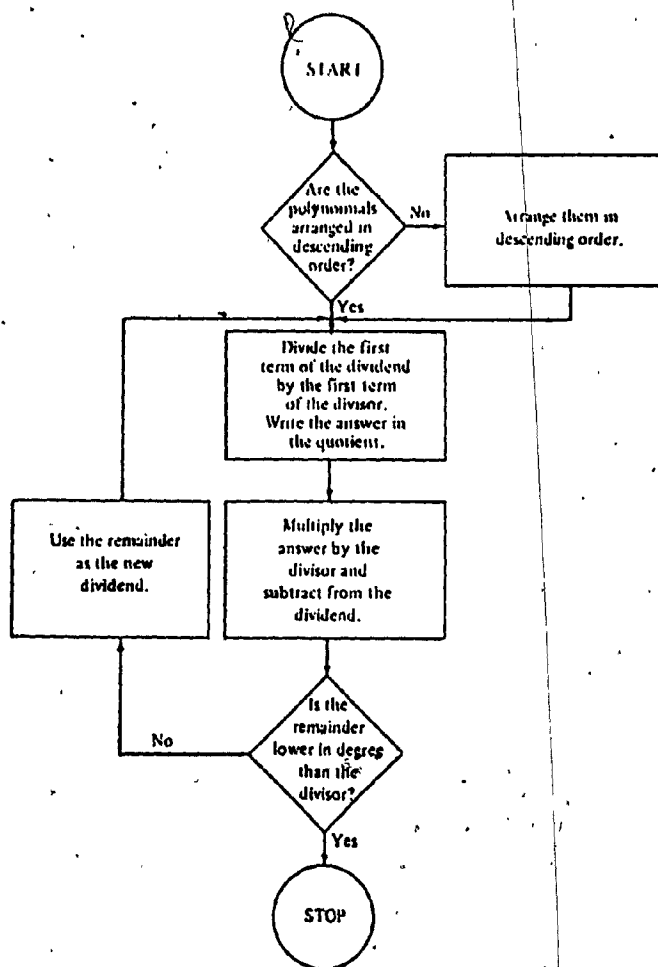 START
Are the
polynomials
arranged in
descending
order?
No
Arrange them in
descending order.
Yes
Divide the first
term of the dividend
by the first term
of the divisor.
Write the answer in
the quotient.
Use the remainder
as the new
dividend.
Multiply the
answer by the
divisor and
subtract from the
dividend.
Is the
remainder
lower in degree
than the
divisor?
No
Yes
STOP